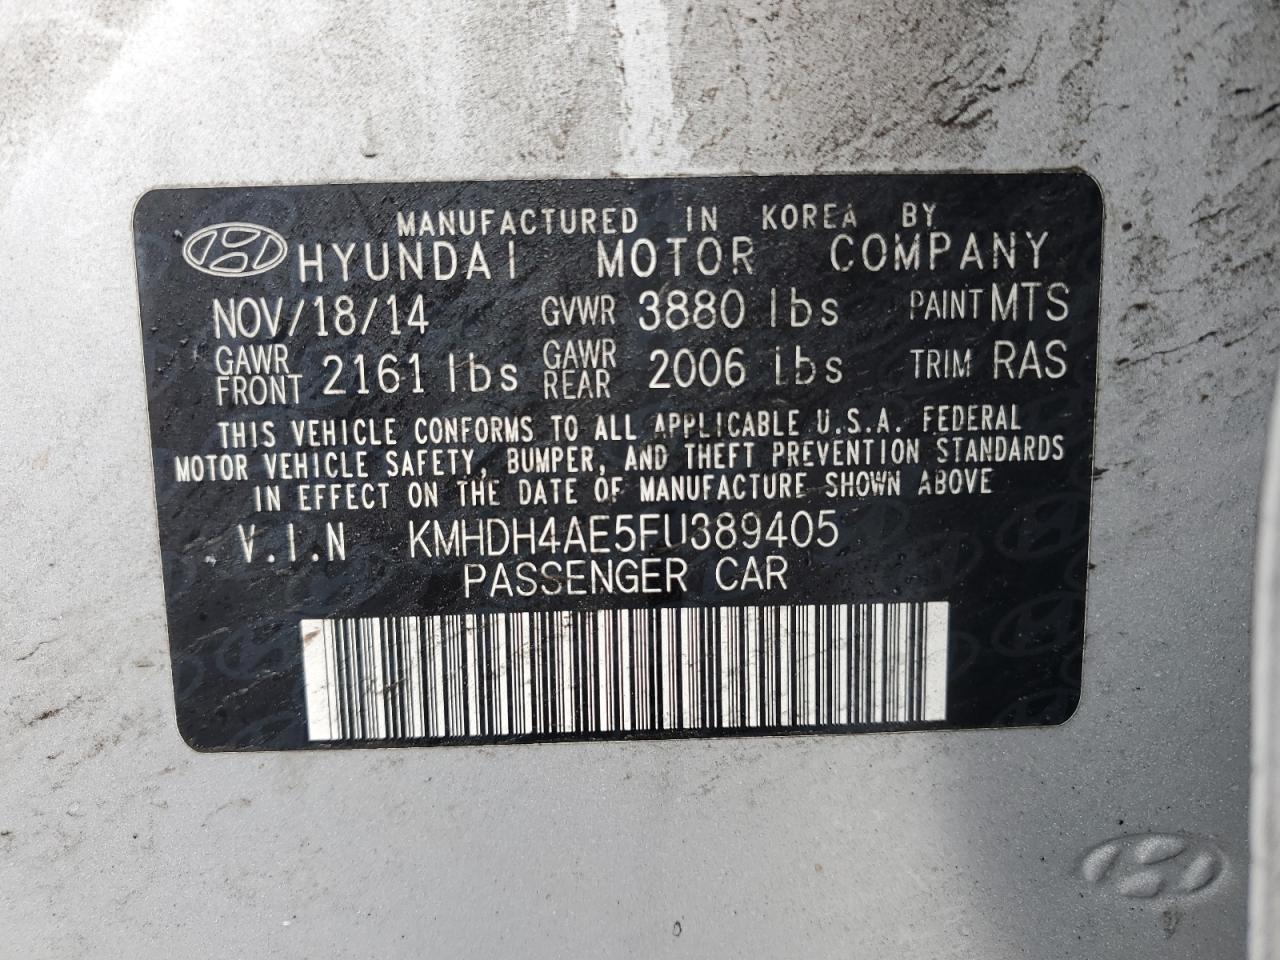 MANUFACTURED IN KOREA BY
HYUNDAI MOTOR COMPANY
NOV/18/14 GVWR 3880 lbs PAINT MTS
GAWR FRONT 2161 lbs GAWR REAR 2006 lbs TRIM RAS
THIS VEHICLE CONFORMS TO ALL APPLICABLE U.S.A. FEDERAL
MOTOR VEHICLE SAFETY, BUMPER, AND THEFT PREVENTION STANDARDS
IN EFFECT ON THE DATE OF MANUFACTURE SHOWN ABOVE
V.I.N KMHDH4AE5FU389405
PASSENGER CAR